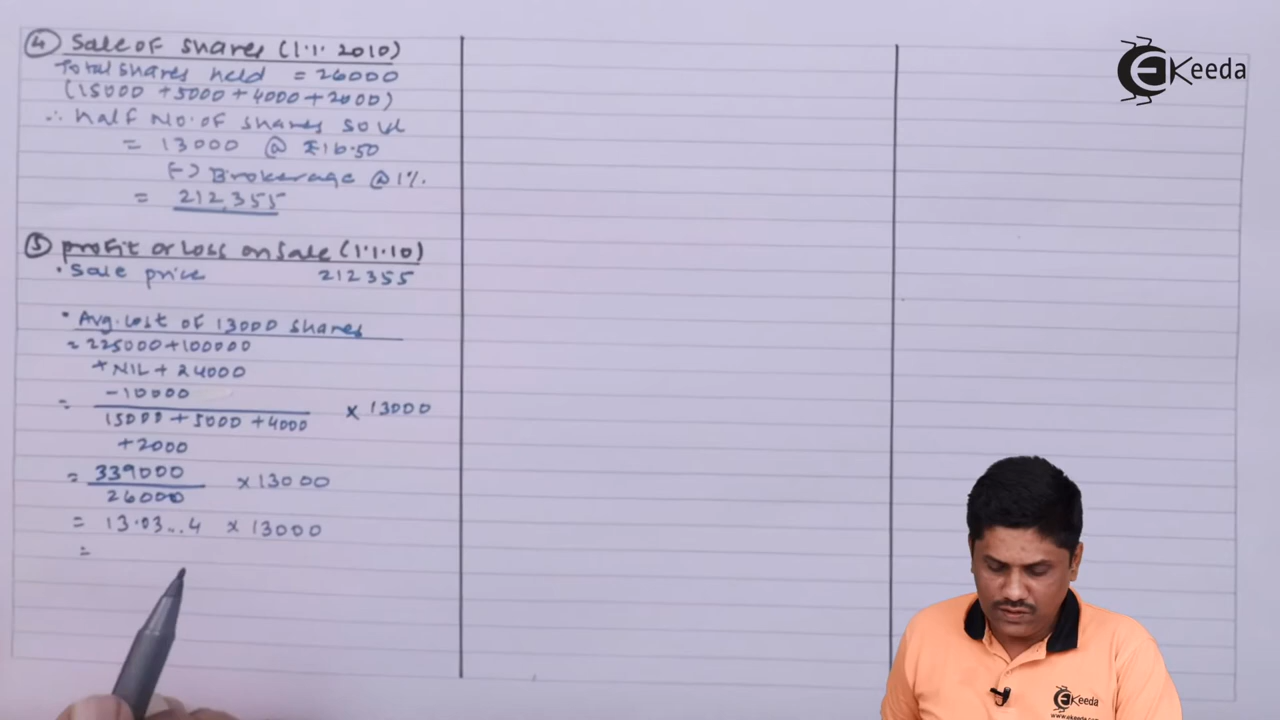 ④ Sale of shares (1.1.2010)
Total shares held = 26000
(15000 + 5000 + 4000 + 2000)
∴ Half No. of shares sold
= 13000 @ ₹16.50
(-) Brokerage @ 1%.
= 212,355
⑤ profit or Loss on Sale (1.1.10)
• Sale price 212355
• Avg. Cost of 13000 shares
= 225000 + 100000
+ NIL + 24000
= - 10000
15000 + 5000 + 4000 × 13000
+ 2000
= 339000 × 13000
26000
= 13.03...4 × 13000
=
EKeeda
EKeeda